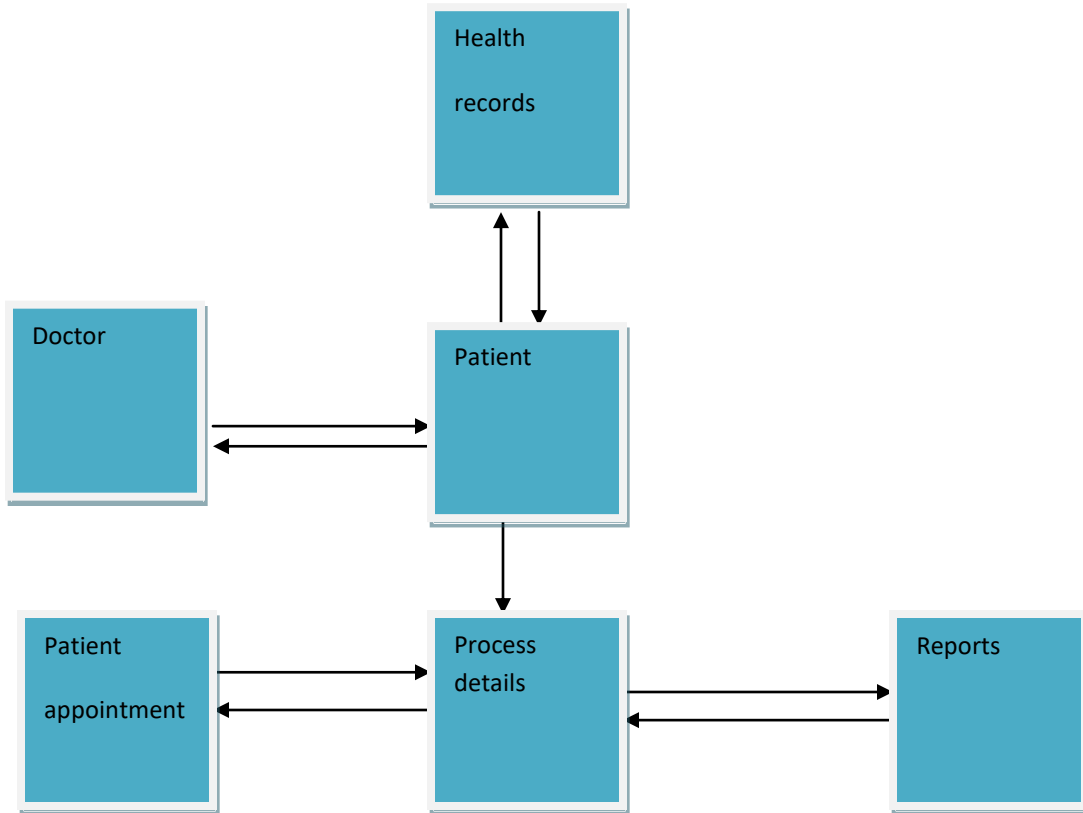 Health
records
Doctor
Patient
Patient
appointment
Process
details
Reports